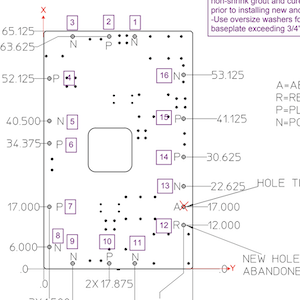 non-shrink grout and cure
prior to installing new anc
-Use oversize washers fo
baseplate exceeding 3/4"
X
3 2 1
65.125 N P N
63.625
16 N 53.125
52.125 P 4
A=AB
R=RE
P=PL
N=PO
40.500 N 5
15 P 41.125
34.375 P 6
14 P 30.625
13 N 22.625
HOLE T
17.000 P 7
A 17.000
12 R 12.000
8 9 10 11
6.000 N N P N
NEW HOLE
ABANDONE
.0 .0 Y
2X 17.875